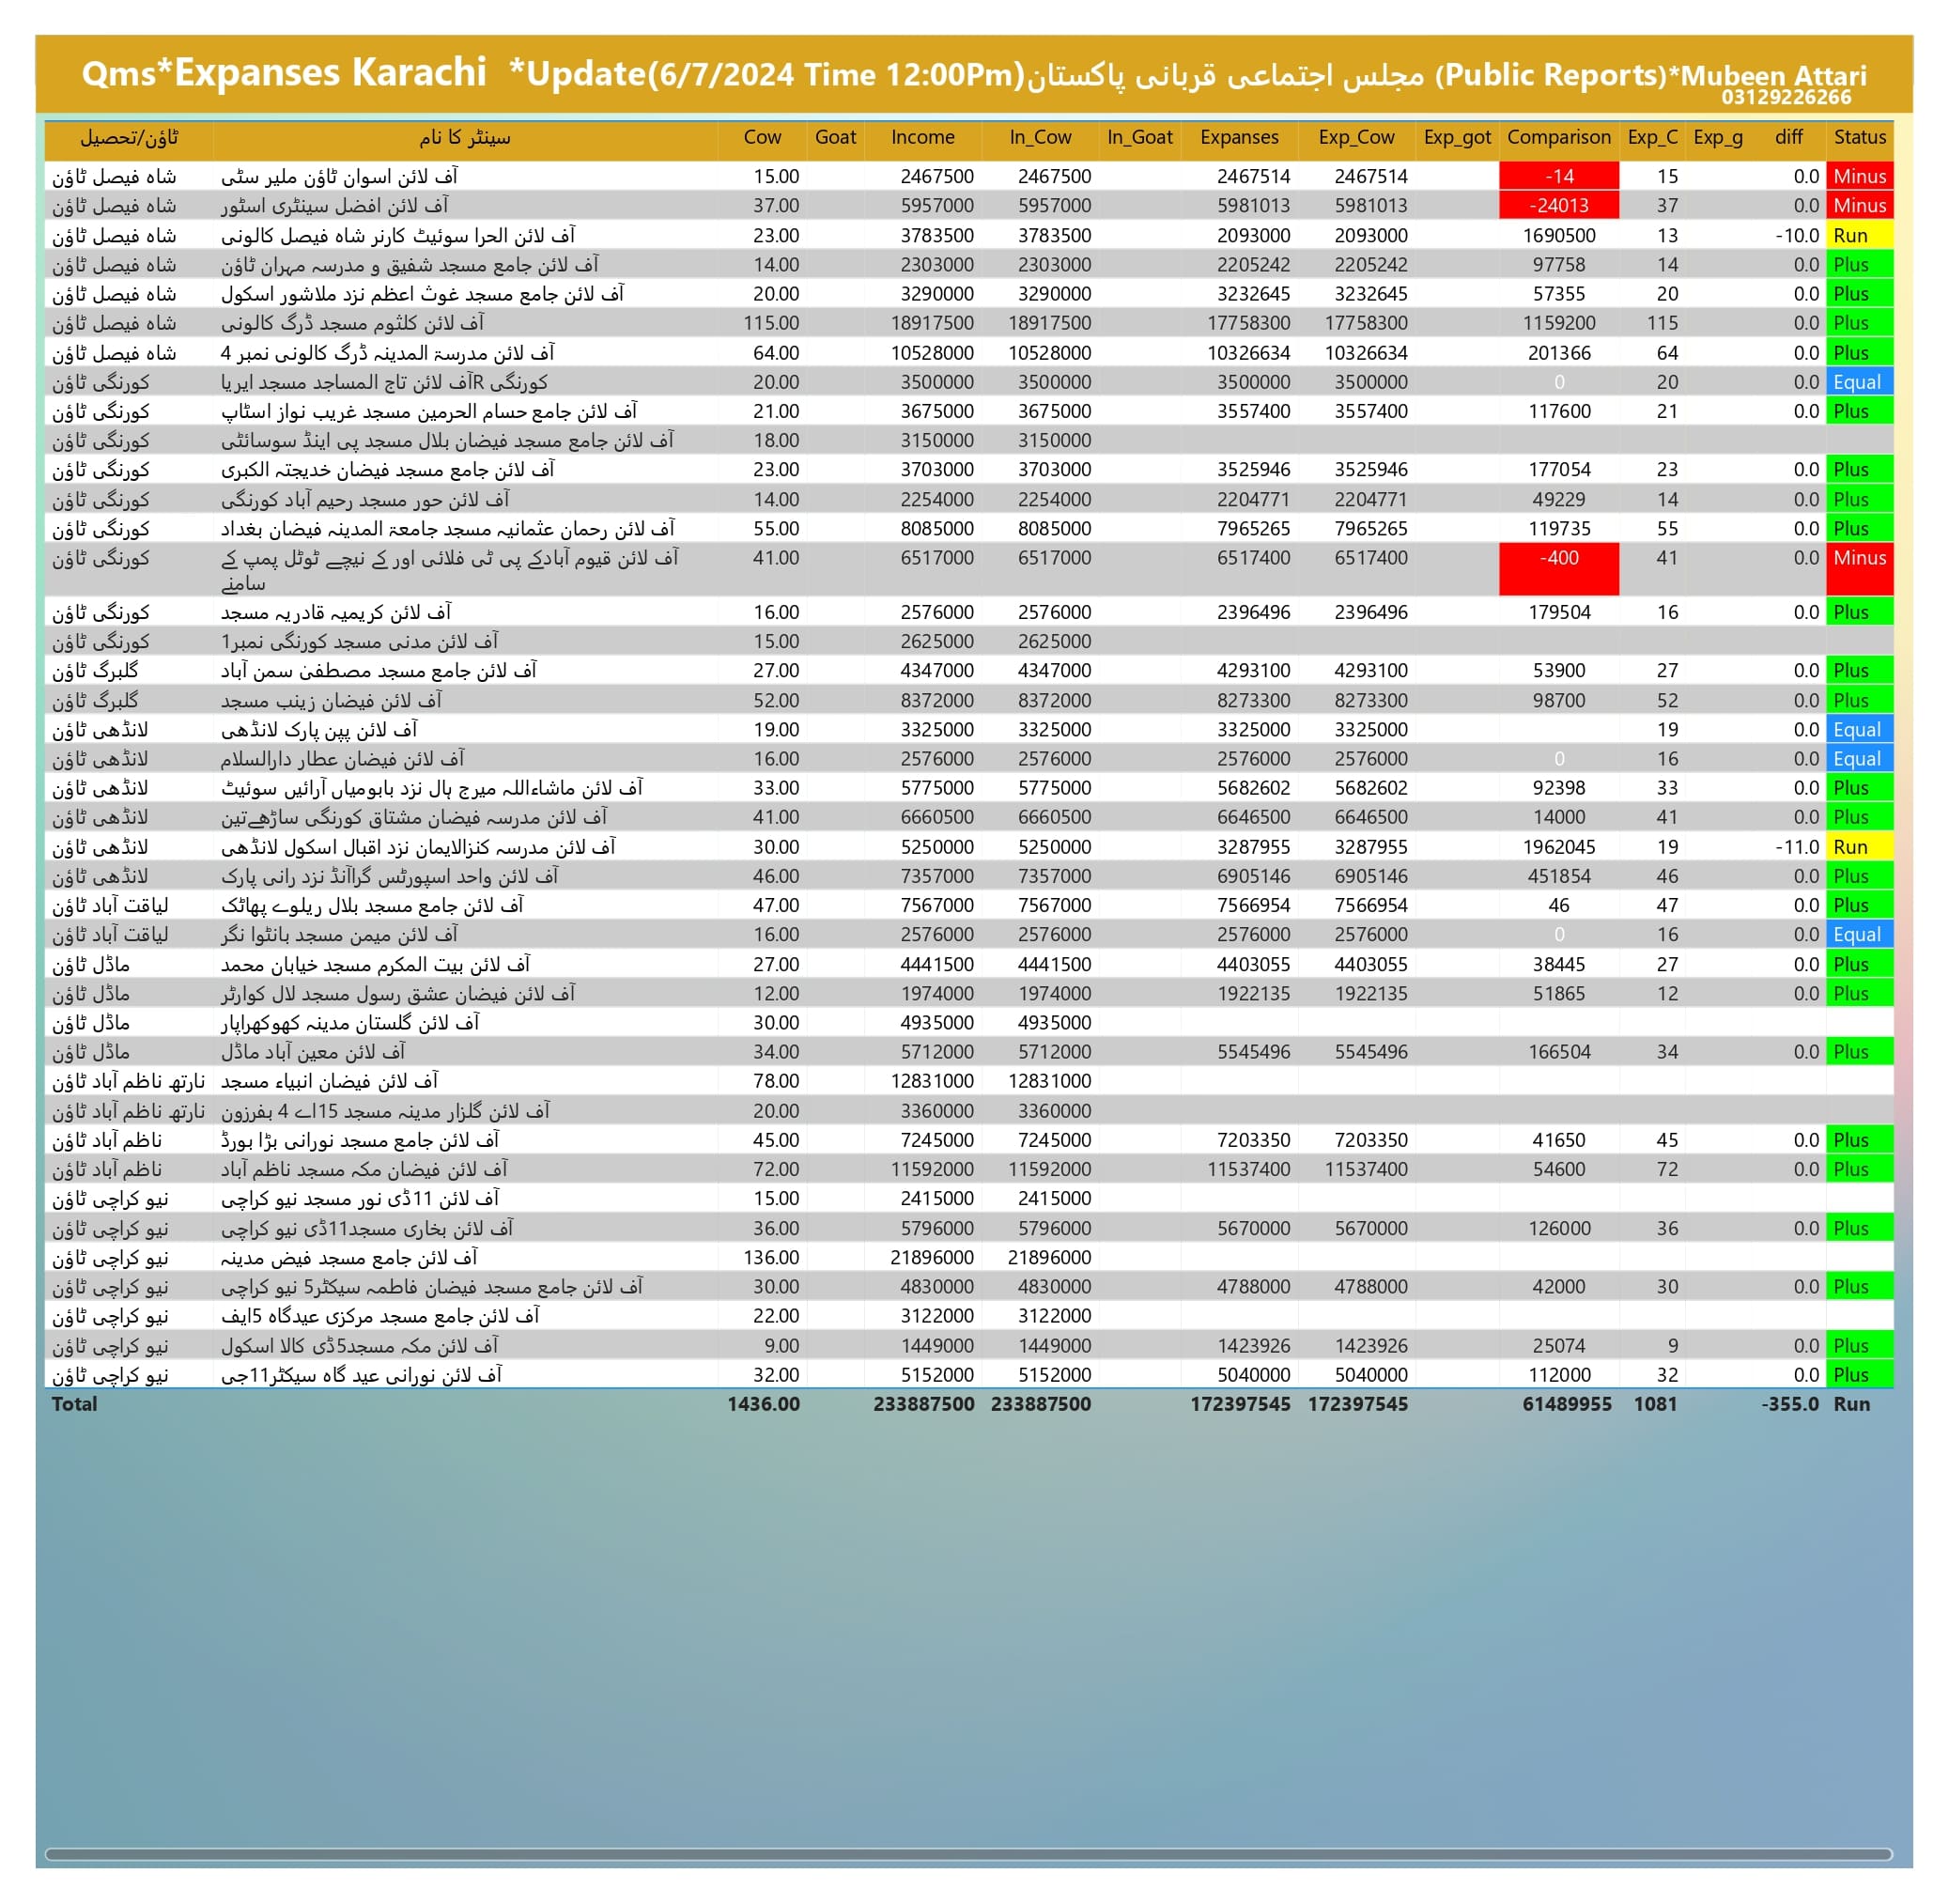 Qms*Expanses Karachi *Update(6/7/2024 Time 12:00Pm)مجلس اجتماعی قربانی پاکستان (Public Reports)*Mubeen Attari
03129226266
ٹاؤن/تحصیل سینٹر کا نام Cow Goat Income In_Cow In_Goat Expanses Exp_Cow Exp_got Comparison Exp_C Exp_g diff Status
شاہ فیصل ٹاؤن آف لائن اسوان ٹاؤن ملیر سٹی 15.00 2467500 2467500 2467514 2467514 -14 15 0.0 Minus
شاہ فیصل ٹاؤن آف لائن افضل سینٹری اسٹور 37.00 5957000 5957000 5981013 5981013 -24013 37 0.0 Minus
شاہ فیصل ٹاؤن آف لائن الحرا سوئیٹ کارنر شاہ فیصل کالونی 23.00 3783500 3783500 2093000 2093000 1690500 13 -10.0 Run
شاہ فیصل ٹاؤن آف لائن جامع مسجد شفیق و مدرسہ مہران ٹاؤن 14.00 2303000 2303000 2205242 2205242 97758 14 0.0 Plus
شاہ فیصل ٹاؤن آف لائن جامع مسجد غوث اعظم نزد ملاشور اسکول 20.00 3290000 3290000 3232645 3232645 57355 20 0.0 Plus
شاہ فیصل ٹاؤن آف لائن کلثوم مسجد ڈرگ کالونی 115.00 18917500 18917500 17758300 17758300 1159200 115 0.0 Plus
شاہ فیصل ٹاؤن آف لائن مدرسۃ المدینہ ڈرگ کالونی نمبر 4 64.00 10528000 10528000 10326634 10326634 201366 64 0.0 Plus
کورنگی ٹاؤن آف لائن تاج المساجد مسجد ایریا R کورنگی 20.00 3500000 3500000 3500000 3500000 0 20 0.0 Equal
کورنگی ٹاؤن آف لائن جامع حسام الحرمین مسجد غریب نواز اسٹاپ 21.00 3675000 3675000 3557400 3557400 117600 21 0.0 Plus
کورنگی ٹاؤن آف لائن جامع مسجد فیضان بلال مسجد پی اینڈ سوسائٹی 18.00 3150000 3150000
کورنگی ٹاؤن آف لائن جامع مسجد فیضان خدیجتہ الکبری 23.00 3703000 3703000 3525946 3525946 177054 23 0.0 Plus
کورنگی ٹاؤن آف لائن حور مسجد رحیم آباد کورنگی 14.00 2254000 2254000 2204771 2204771 49229 14 0.0 Plus
کورنگی ٹاؤن آف لائن رحمان عثمانیہ مسجد جامعۃ المدینہ فیضان بغداد 55.00 8085000 8085000 7965265 7965265 119735 55 0.0 Plus
کورنگی ٹاؤن آف لائن قیوم آبادکے پی ٹی فلائی اور کے نیچے ٹوٹل پمپ کے 41.00 6517000 6517000 6517400 6517400 -400 41 0.0 Minus
سامنے
کورنگی ٹاؤن آف لائن کریمیہ قادریہ مسجد 16.00 2576000 2576000 2396496 2396496 179504 16 0.0 Plus
کورنگی ٹاؤن آف لائن مدنی مسجد کورنگی نمبر1 15.00 2625000 2625000
گلبرگ ٹاؤن آف لائن جامع مسجد مصطفیٰ سمن آباد 27.00 4347000 4347000 4293100 4293100 53900 27 0.0 Plus
گلبرگ ٹاؤن آف لائن فیضان زینب مسجد 52.00 8372000 8372000 8273300 8273300 98700 52 0.0 Plus
لانڈھی ٹاؤن آف لائن پپن پارک لانڈھی 19.00 3325000 3325000 3325000 3325000 19 0.0 Equal
لانڈھی ٹاؤن آف لائن فیضان عطار دارالسلام 16.00 2576000 2576000 2576000 2576000 0 16 0.0 Equal
لانڈھی ٹاؤن آف لائن ماشاءاللہ میرج ہال نزد بابومیاں آرائیں سوئیٹ 33.00 5775000 5775000 5682602 5682602 92398 33 0.0 Plus
لانڈھی ٹاؤن آف لائن مدرسہ فیضان مشتاق کورنگی ساڑھےتین 41.00 6660500 6660500 6646500 6646500 14000 41 0.0 Plus
لانڈھی ٹاؤن آف لائن مدرسہ کنزالایمان نزد اقبال اسکول لانڈھی 30.00 5250000 5250000 3287955 3287955 1962045 19 -11.0 Run
لانڈھی ٹاؤن آف لائن واحد اسپورٹس گراآنڈ نزد رانی پارک 46.00 7357000 7357000 6905146 6905146 451854 46 0.0 Plus
لیاقت آباد ٹاؤن آف لائن جامع مسجد بلال ریلوے پھاٹک 47.00 7567000 7567000 7566954 7566954 46 47 0.0 Plus
لیاقت آباد ٹاؤن آف لائن میمن مسجد بانٹوا نگر 16.00 2576000 2576000 2576000 2576000 0 16 0.0 Equal
ماڈل ٹاؤن آف لائن بیت المکرم مسجد خیابان محمد 27.00 4441500 4441500 4403055 4403055 38445 27 0.0 Plus
ماڈل ٹاؤن آف لائن فیضان عشق رسول مسجد لال کوارٹر 12.00 1974000 1974000 1922135 1922135 51865 12 0.0 Plus
ماڈل ٹاؤن آف لائن گلستان مدینہ کھوکھراپار 30.00 4935000 4935000
ماڈل ٹاؤن آف لائن معین آباد ماڈل 34.00 5712000 5712000 5545496 5545496 166504 34 0.0 Plus
نارتھ ناظم آباد ٹاؤن آف لائن فیضان انبیاء مسجد 78.00 12831000 12831000
نارتھ ناظم آباد ٹاؤن آف لائن گلزار مدینہ مسجد 15اے 4 بفرزون 20.00 3360000 3360000
ناظم آباد ٹاؤن آف لائن جامع مسجد نورانی بڑا بورڈ 45.00 7245000 7245000 7203350 7203350 41650 45 0.0 Plus
ناظم آباد ٹاؤن آف لائن فیضان مکہ مسجد ناظم آباد 72.00 11592000 11592000 11537400 11537400 54600 72 0.0 Plus
نیو کراچی ٹاؤن آف لائن 11ڈی نور مسجد نیو کراچی 15.00 2415000 2415000
نیو کراچی ٹاؤن آف لائن بخاری مسجد11ڈی نیو کراچی 36.00 5796000 5796000 5670000 5670000 126000 36 0.0 Plus
نیو کراچی ٹاؤن آف لائن جامع مسجد فیض مدینہ 136.00 21896000 21896000
نیو کراچی ٹاؤن آف لائن جامع مسجد فیضان فاطمہ سیکٹر5 نیو کراچی 30.00 4830000 4830000 4788000 4788000 42000 30 0.0 Plus
نیو کراچی ٹاؤن آف لائن جامع مسجد مرکزی عیدگاہ 5ایف 22.00 3122000 3122000
نیو کراچی ٹاؤن آف لائن مکہ مسجد5ڈی کالا اسکول 9.00 1449000 1449000 1423926 1423926 25074 9 0.0 Plus
نیو کراچی ٹاؤن آف لائن نورانی عید گاہ سیکٹر11جی 32.00 5152000 5152000 5040000 5040000 112000 32 0.0 Plus
Total 1436.00 233887500 233887500 172397545 172397545 61489955 1081 -355.0 Run